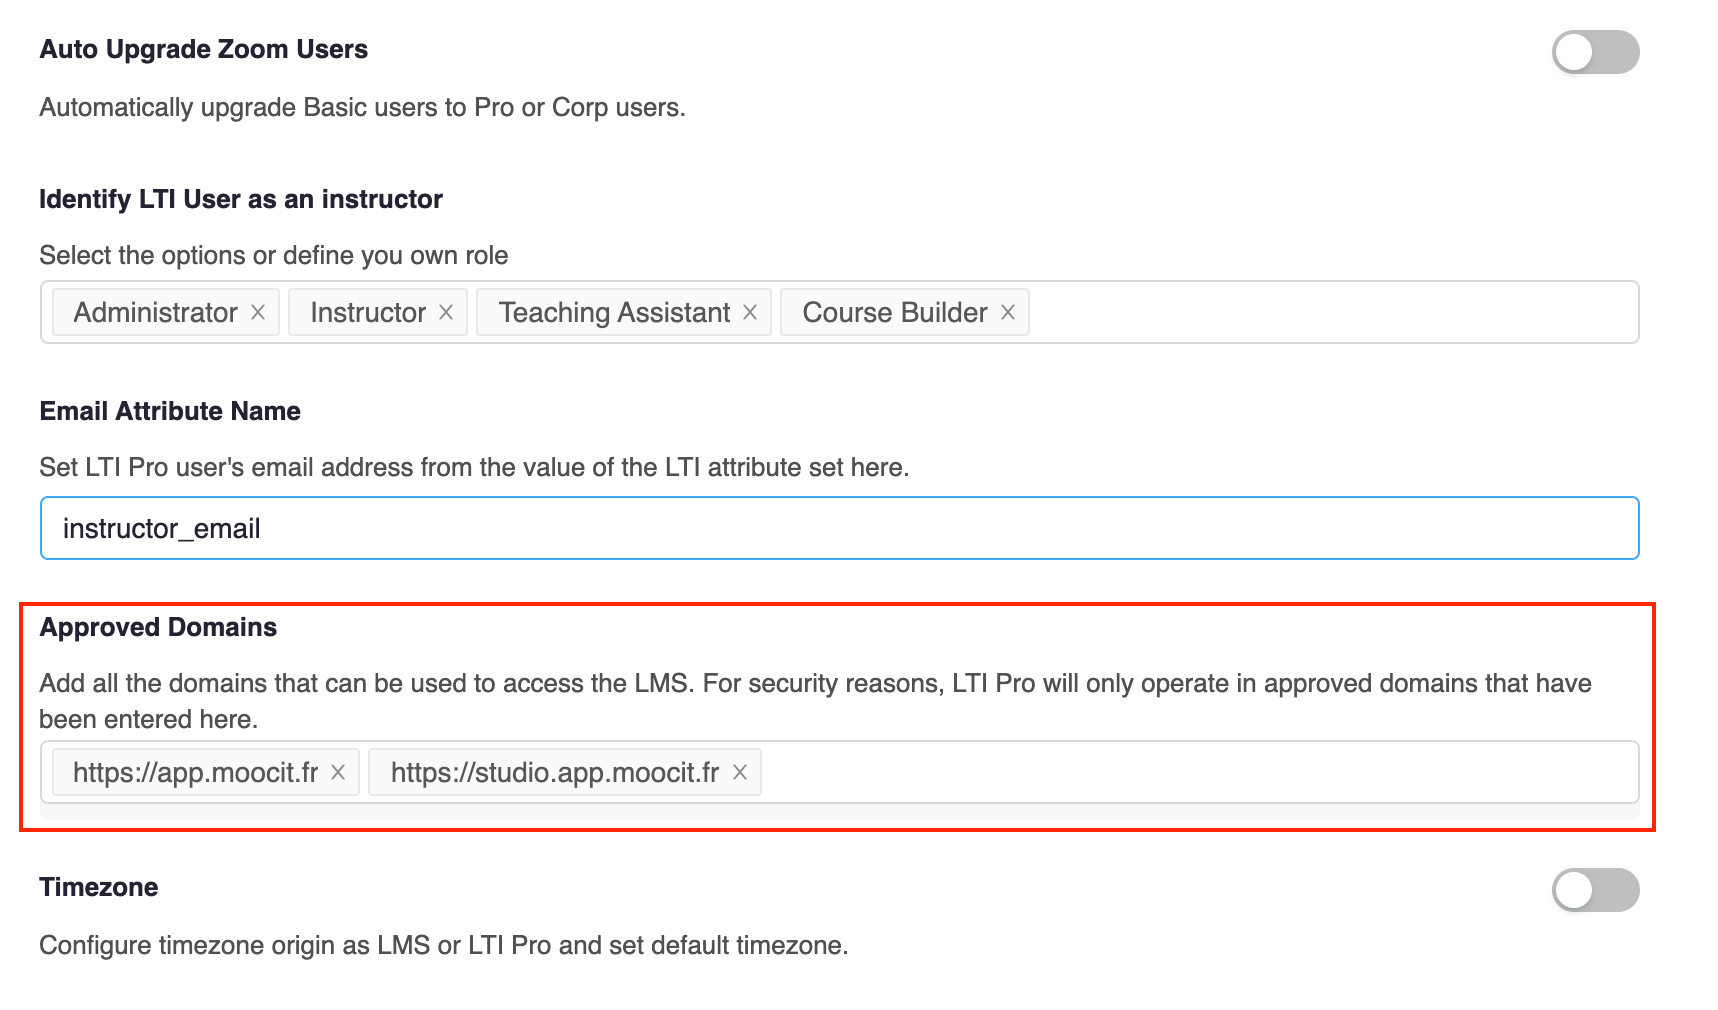 Auto Upgrade Zoom Users
Automatically upgrade Basic users to Pro or Corp users.
Identify LTI User as an instructor
Select the options or define you own role
Administrator × Instructor × Teaching Assistant × Course Builder ×
Email Attribute Name
Set LTI Pro user's email address from the value of the LTI attribute set here.
instructor_email
Approved Domains
Add all the domains that can be used to access the LMS. For security reasons, LTI Pro will only operate in approved domains that have
been entered here.
https://app.moocit.fr × https://studio.app.moocit.fr ×
Timezone
Configure timezone origin as LMS or LTI Pro and set default timezone.